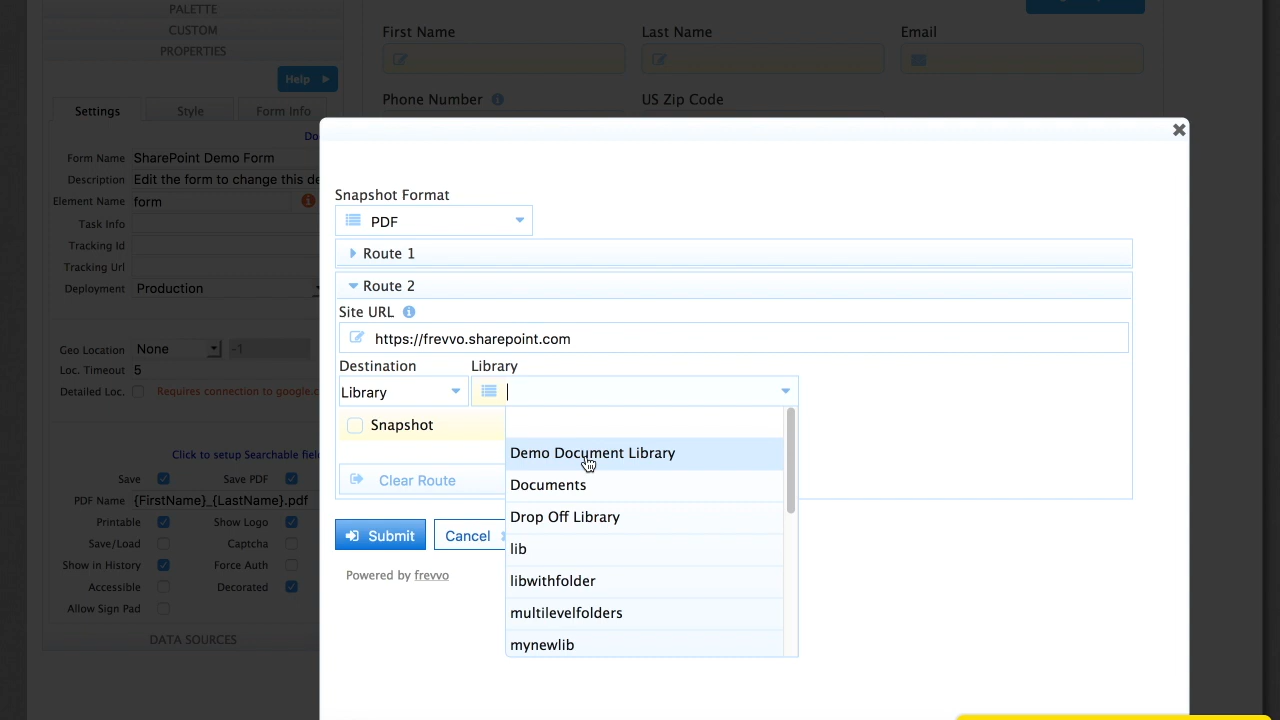 PALETTE
CUSTOM
PROPERTIES
Help
Settings Style Form Info
Form Name SharePoint Demo Form
Description Edit the form to change this
Element Name form
Task Info
Tracking Id
Tracking Url
Deployment Production
Geo Location None -1
Loc. Timeout 5
Detailed Loc. Requires connection to
Click to setup Searchable
Save Save PDF
PDF Name {FirstName}_{LastName}.pdf
Printable Show Logo
Save/Load Captcha
Show in History Force Auth
Accessible Decorated
Allow Sign Pad
DATA SOURCES
First Name Last Name Email
Phone Number US Zip Code
Snapshot Format
PDF
Route 1
Route 2
Site URL
https://frevvo.sharepoint.com
Destination Library
Library
Snapshot
Clear Route
Demo Document Library
Documents
Drop Off Library
lib
libwithfolder
multilevelfolders
mynewlib
Submit Cancel
Powered by frevvo